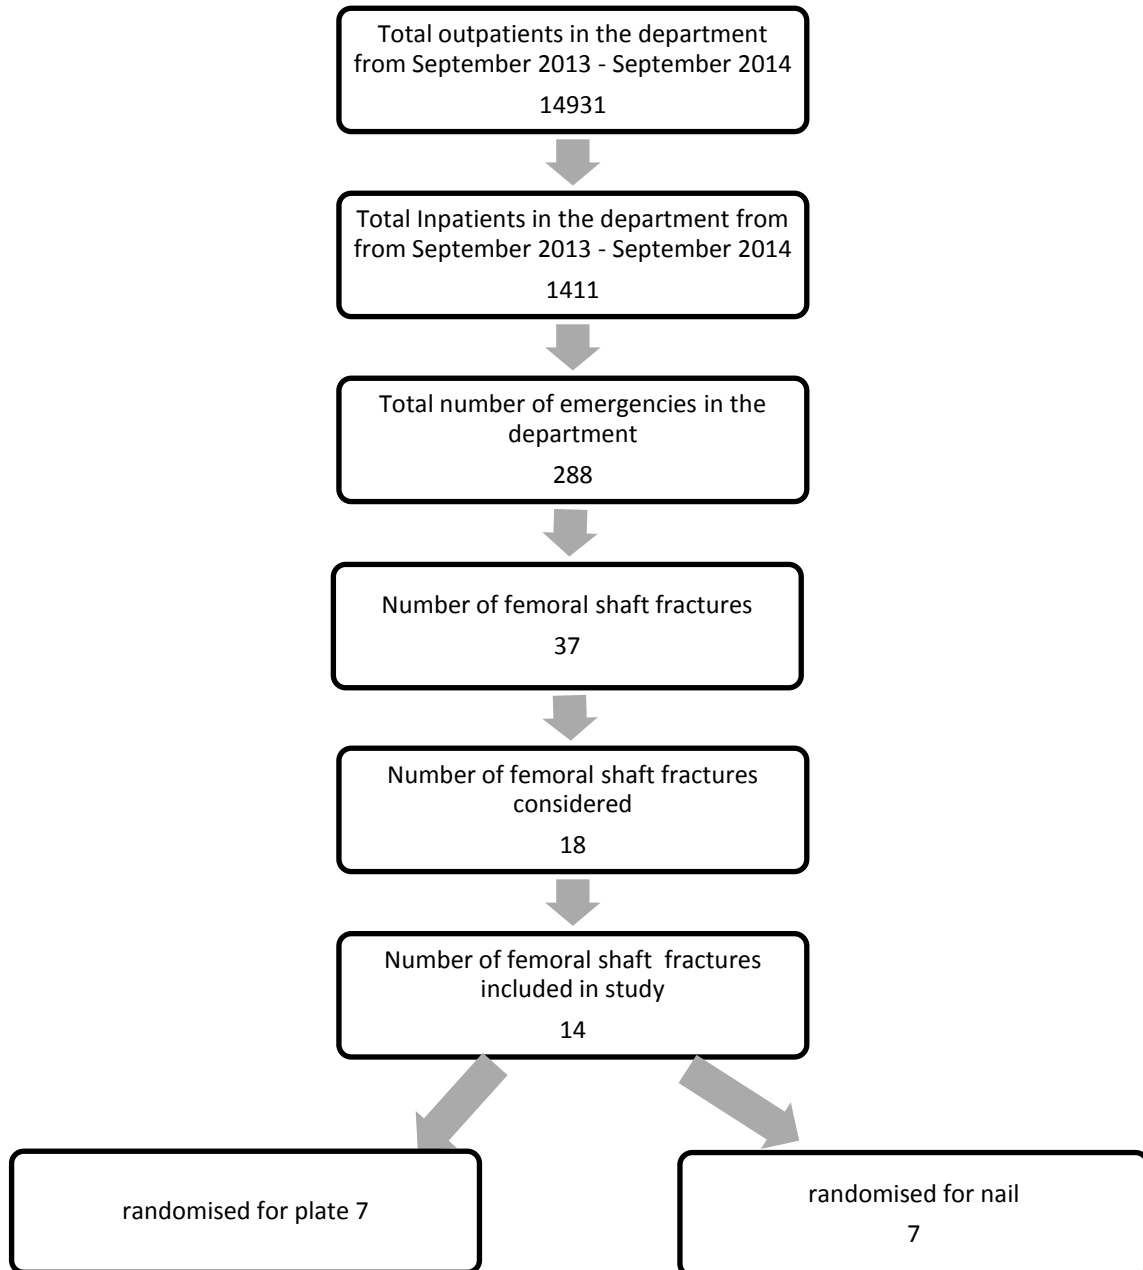 Total outpatients in the department
from September 2013 - September 2014
14931
Total Inpatients in the department from
from September 2013 - September 2014
1411
Total number of emergencies in the
department
288
Number of femoral shaft fractures
37
Number of femoral shaft fractures
considered
18
Number of femoral shaft  fractures
included in study
14
randomised for plate 7
randomised for nail
7